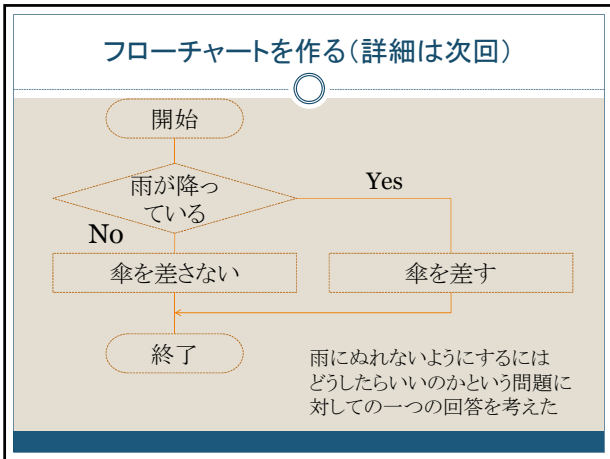 フローチャートを作る（詳細は次回）
開始
雨が降っ
ている
Yes
No
傘を差さない
傘を差す
終了
雨にぬれないようにするには
どうしたらいいのかという問題に
対しての一つの回答を考えた